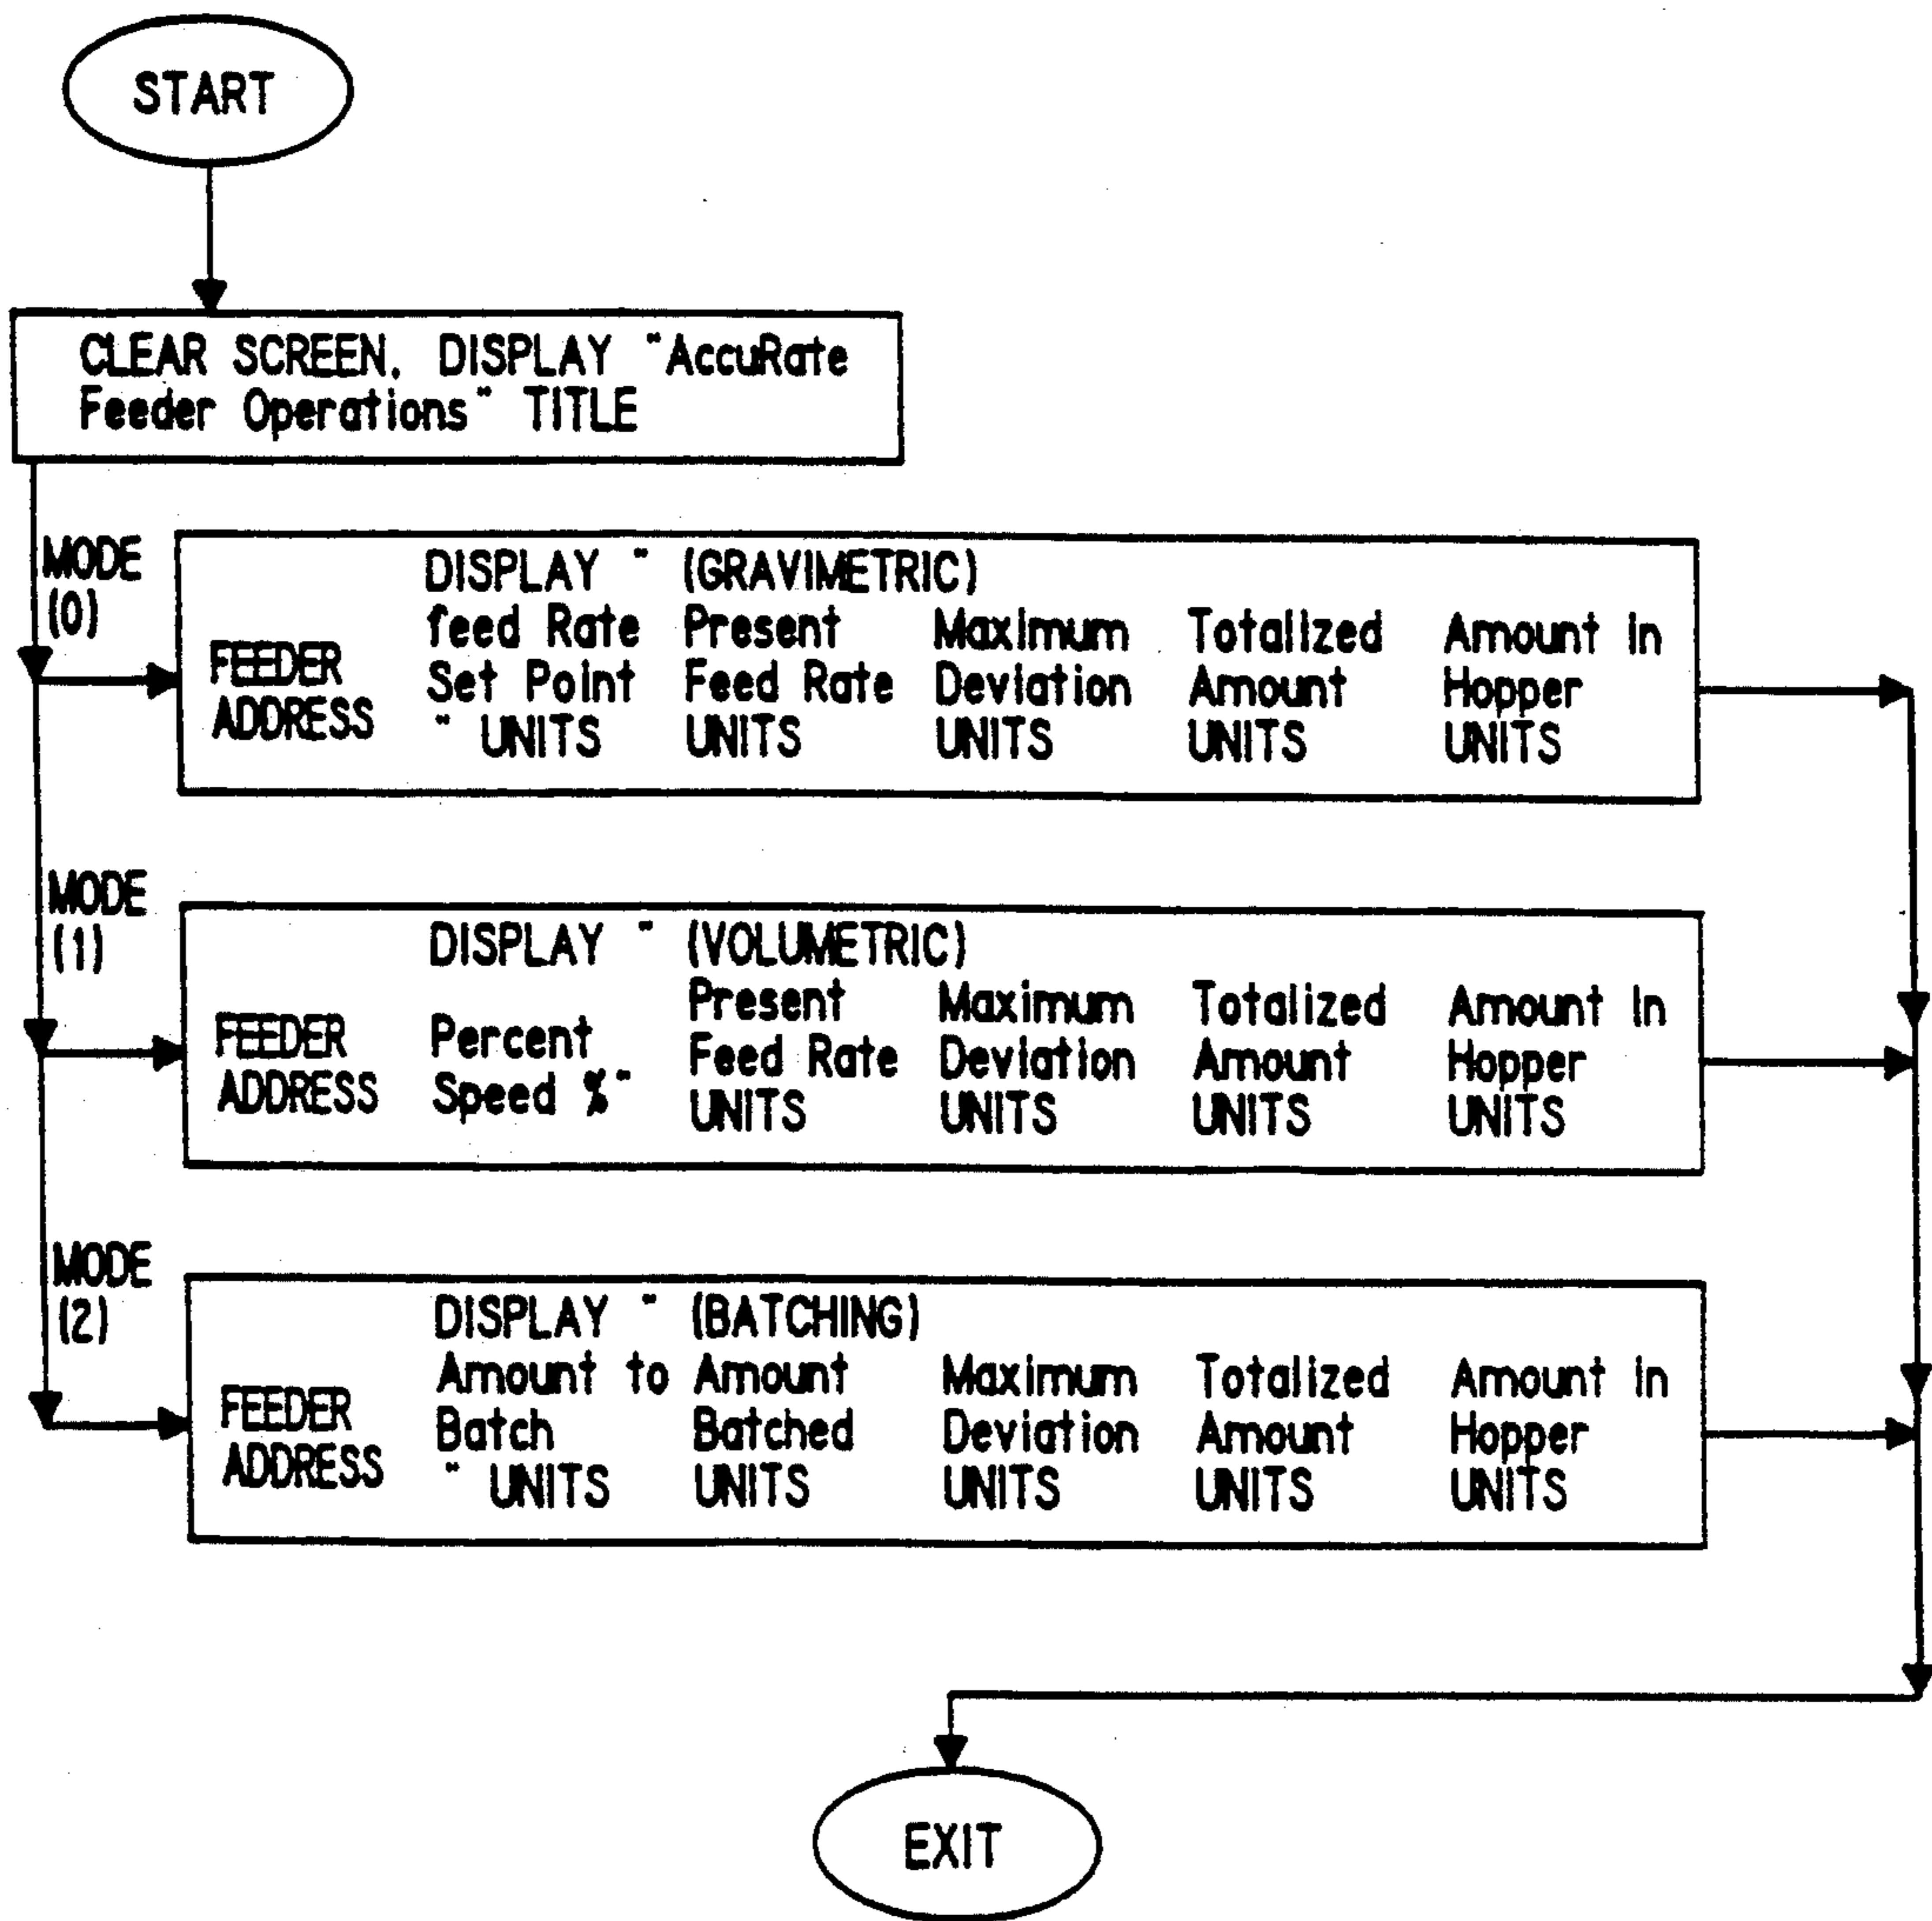 START
CLEAR SCREEN. DISPLAY "AccuRate
Feeder Operations" TITLE
MODE
(0)
DISPLAY " (GRAVIMETRIC)
feed Rate Present Maximum Totalized Amount in
FEEDER
Set Point Feed Rate Deviation Amount Hopper
ADDRESS
" UNITS UNITS UNITS UNITS UNITS
MODE
(1)
DISPLAY " (VOLUMETRIC)
Present Maximum Totalized Amount in
FEEDER Percent
Feed Rate Deviation Amount Hopper
ADDRESS Speed %"
UNITS UNITS UNITS UNITS
MODE
(2)
DISPLAY " (BATCHING)
Amount to Amount Maximum Totalized Amount in
FEEDER
Batch Batched Deviation Amount Hopper
ADDRESS
" UNITS UNITS UNITS UNITS UNITS
EXIT